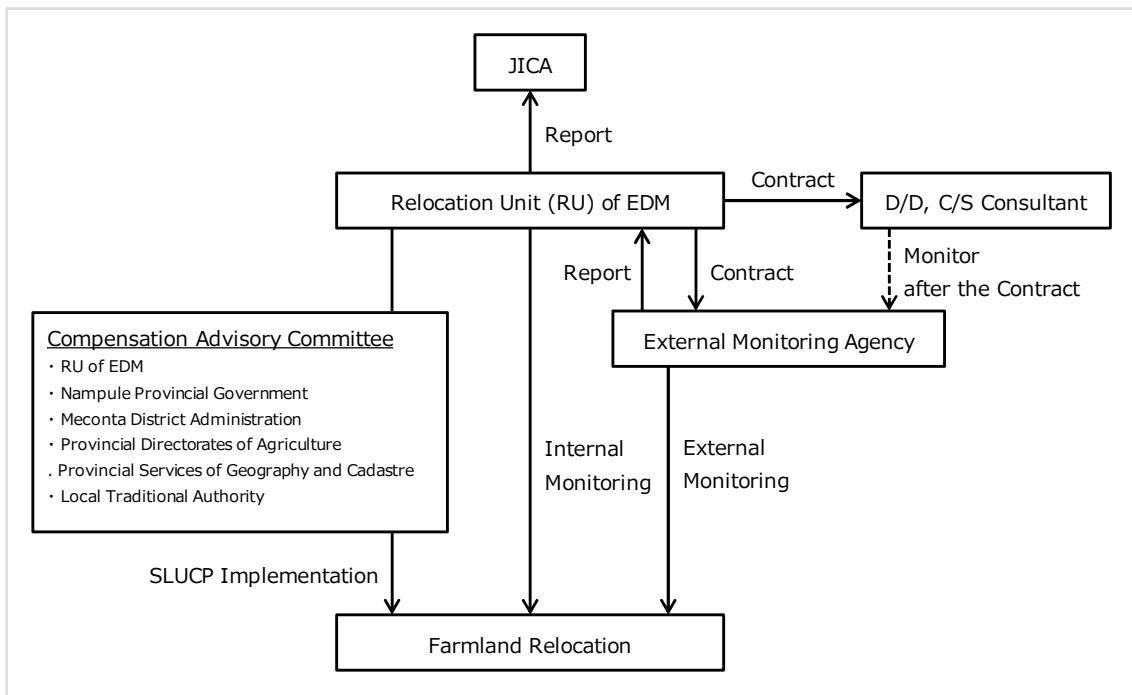 JICA
Report
Relocation Unit (RU) of EDM
Contract
D/D, C/S Consultant
Report
Contract
Monitor
after the Contract
Compensation Advisory Committee
・RU of EDM
・Nampule Provincial Government
・Meconta District Administration
・Provincial Directorates of Agriculture
. Provincial Services of Geography and Cadastre
・Local Traditional Authority
External Monitoring Agency
Internal
Monitoring
External
Monitoring
SLUCP Implementation
Farmland Relocation